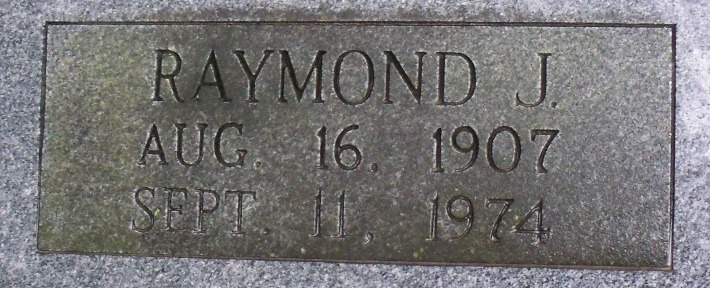 RAYMOND J.
AUG. 16, 1907
SEPT. 11, 1974